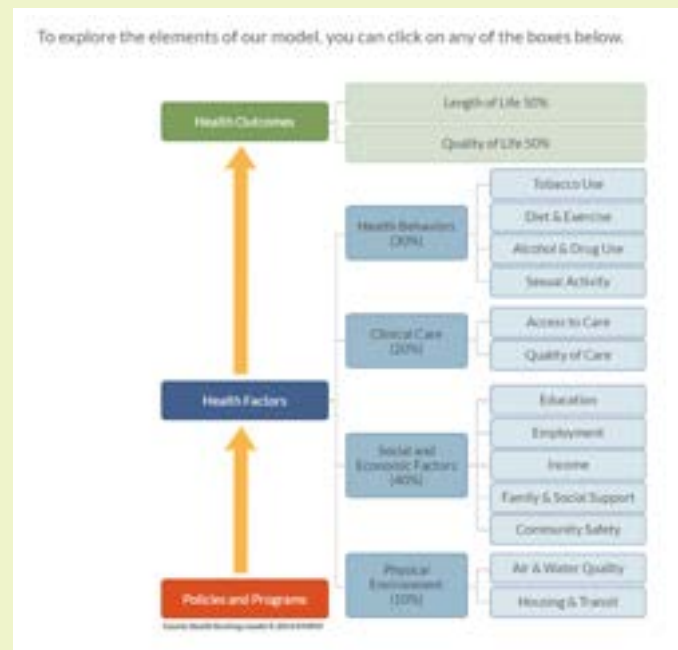 To explore the elements of our model, you can click on any of the boxes below.
Health Outcomes
Length of Life 50%
Quality of Life 50%
Health Behaviors
(30%)
Tobacco Use
Diet & Exercise
Alcohol & Drug Use
Sexual Activity
Clinical Care
(20%)
Access to Care
Quality of Care
Health Factors
Social and
Economic Factors
(40%)
Education
Employment
Income
Family & Social Support
Community Safety
Physical
Environment
(10%)
Air & Water Quality
Housing & Transit
Policies and Programs